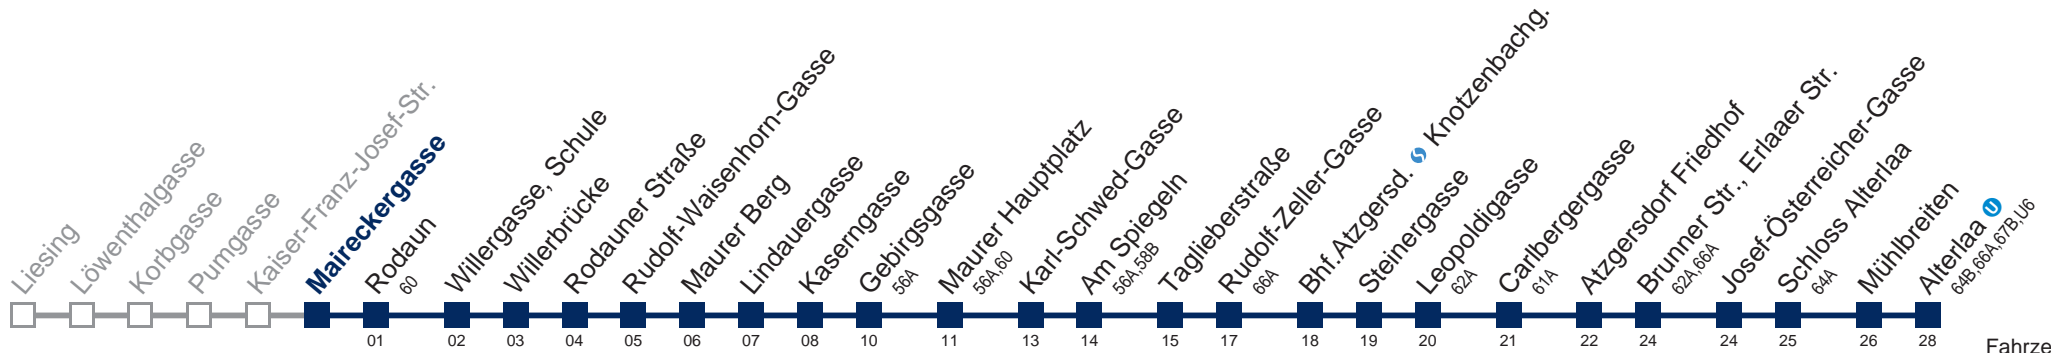 Liesing
Löwenthalgasse
Korbgasse
Pumgasse
Kaiser-Franz-Josef-Str.
Maireckergasse
Rodaun
60
Willergasse, Schule
Willerbrücke
Rodauner Straße
Rudolf-Waisenhorn-Gasse
Maurer Berg
Lindauergasse
Kaserngasse
Gebirgsgasse
56A
Maurer Hauptplatz
56A,60
Karl-Schwed-Gasse
Am Spiegeln
56A,58B
Taglieberstraße
Rudolf-Zeller-Gasse
66A
Bhf.Atzgersd. S Knotzenbachg.
Steinergasse
Leopoldigasse
62A
Carlbergergasse
61A
Atzgersdorf Friedhof
Brunner Str., Erlaaer Str.
62A,66A
Josef-Österreicher-Gasse
Schloss Alterlaa
64A
Mühlbreiten
Alterlaa U
64B,66A,67B,U6
01 02 03 04 05 06 07 08 10 11 13 14 15 17 18 19 20 21 22 24 24 25 26 28
Fahrze